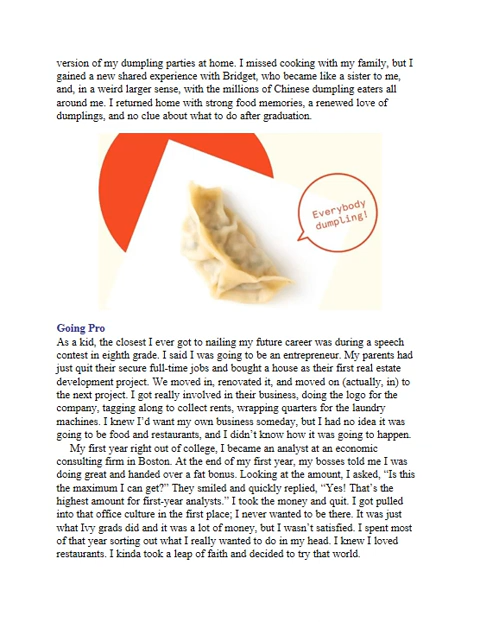 version of my dumpling parties at home. I missed cooking with my family, but I
gained a new shared experience with Bridget, who became like a sister to me,
and, in a weird larger sense, with the millions of Chinese dumpling eaters all
around me. I returned home with strong food memories, a renewed love of
dumplings, and no clue about what to do after graduation.
Everybody
dumpling!
Going Pro
As a kid, the closest I ever got to nailing my future career was during a speech
contest in eighth grade. I said I was going to be an entrepreneur. My parents had
just quit their secure full-time jobs and bought a house as their first real estate
development project. We moved in, renovated it, and moved on (actually, in) to
the next project. I got really involved in their business, doing the logo for the
company, tagging along to collect rents, wrapping quarters for the laundry
machines. I knew I’d want my own business someday, but I had no idea it was
going to be food and restaurants, and I didn’t know how it was going to happen.
My first year right out of college, I became an analyst at an economic
consulting firm in Boston. At the end of my first year, my bosses told me I was
doing great and handed over a fat bonus. Looking at the amount, I asked, “Is this
the maximum I can get?” They smiled and quickly replied, “Yes! That’s the
highest amount for first-year analysts.” I took the money and quit. I got pulled
into that office culture in the first place; I never wanted to be there. It was just
what Ivy grads did and it was a lot of money, but I wasn’t satisfied. I spent most
of that year sorting out what I really wanted to do in my head. I knew I loved
restaurants. I kinda took a leap of faith and decided to try that world.